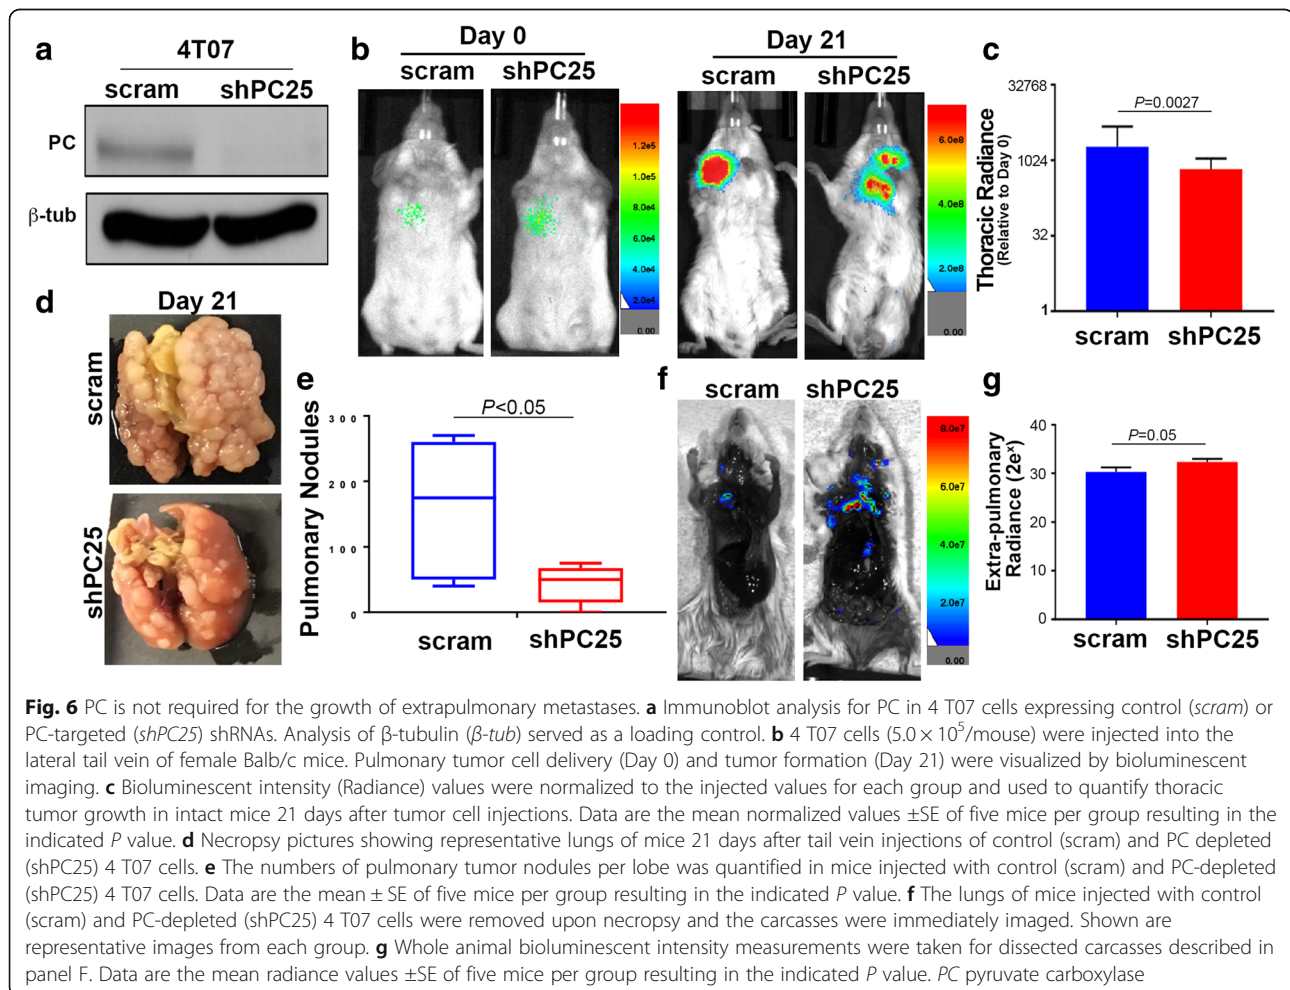 a
4T07
scram shPC25
PC
β-tub
b
Day 0
scram shPC25
1.2e5
1.0e5
8.0e4
6.0e4
4.0e4
2.0e4
0.00
Day 21
scram shPC25
6.0e8
4.0e8
2.0e8
0.00
c
Thoracic Radiance
(Relative to Day 0)
32768
1024
32
1
P=0.0027
scram shPC25
d
Day 21
scram
shPC25
e
Pulmonary Nodules
300
200
100
0
P<0.05
scram shPC25
f
scram shPC25
8.0e7
6.0e7
4.0e7
2.0e7
0.00
g
Extra-pulmonary
Radiance (2eˣ)
40
30
20
10
0
P=0.05
scram shPC25
Fig. 6 PC is not required for the growth of extrapulmonary metastases. a Immunoblot analysis for PC in 4 T07 cells expressing control (scram) or
PC-targeted (shPC25) shRNAs. Analysis of β-tubulin (β-tub) served as a loading control. b 4 T07 cells (5.0 × 10⁵/mouse) were injected into the
lateral tail vein of female Balb/c mice. Pulmonary tumor cell delivery (Day 0) and tumor formation (Day 21) were visualized by bioluminescent
imaging. c Bioluminescent intensity (Radiance) values were normalized to the injected values for each group and used to quantify thoracic
tumor growth in intact mice 21 days after tumor cell injections. Data are the mean normalized values ±SE of five mice per group resulting in the
indicated P value. d Necropsy pictures showing representative lungs of mice 21 days after tail vein injections of control (scram) and PC depleted
(shPC25) 4 T07 cells. e The numbers of pulmonary tumor nodules per lobe was quantified in mice injected with control (scram) and PC-depleted
(shPC25) 4 T07 cells. Data are the mean ± SE of five mice per group resulting in the indicated P value. f The lungs of mice injected with control
(scram) and PC-depleted (shPC25) 4 T07 cells were removed upon necropsy and the carcasses were immediately imaged. Shown are
representative images from each group. g Whole animal bioluminescent intensity measurements were taken for dissected carcasses described in
panel F. Data are the mean radiance values ±SE of five mice per group resulting in the indicated P value. PC pyruvate carboxylase